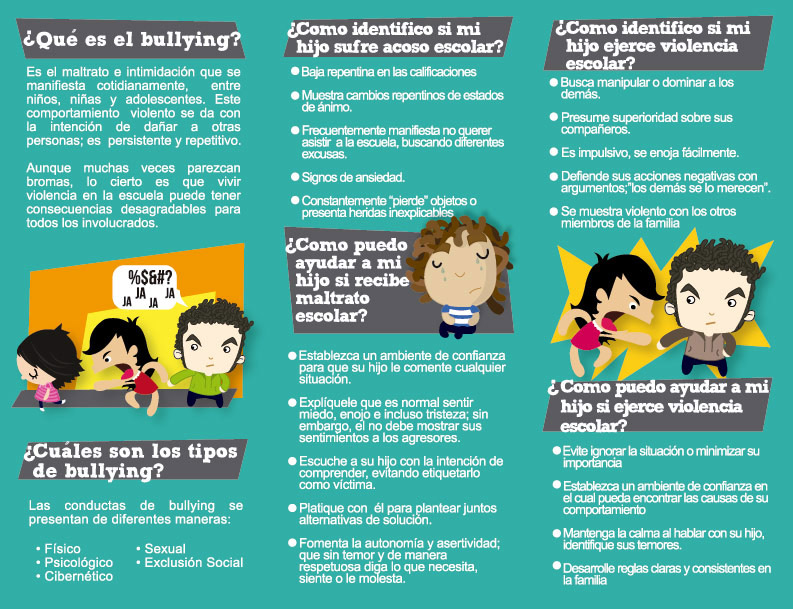 ¿Qué es el bullying?
Es el maltrato e intimidación que se
manifiesta cotidianamente, entre
niños, niñas y adolescentes. Este
comportamiento violento se da con
la intención de dañar a otras
personas; es persistente y repetitivo.
Aunque muchas veces parezcan
bromas, lo cierto es que vivir
violencia en la escuela puede tener
consecuencias desagradables para
todos los involucrados.
%$&#?
JA
JA JA JA
¿Cuáles son los tipos
de bullying?
Las conductas de bullying se
presentan de diferentes maneras:
• Físico
• Psicológico
• Cibernético
• Sexual
• Exclusión Social
¿Como identifico si mi
hijo sufre acoso escolar?
● Baja repentina en las calificaciones
● Muestra cambios repentinos de estados
de ánimo.
● Frecuentemente manifiesta no querer
asistir a la escuela, buscando diferentes
excusas.
● Signos de ansiedad.
● Constantemente “pierde” objetos o
presenta heridas inexplicables
¿Como puedo
ayudar a mi
hijo si recibe
maltrato
escolar?
● Establezca un ambiente de confianza
para que su hijo le comente cualquier
situación.
● Explíquele que es normal sentir
miedo, enojo e incluso tristeza; sin
embargo, el no debe mostrar sus
sentimientos a los agresores.
● Escuche a su hijo con la intención de
comprender, evitando etiquetarlo
como víctima.
● Platique con él para plantear juntos
alternativas de solución.
● Fomenta la autonomía y asertividad;
que sin temor y de manera
respetuosa diga lo que necesita,
siente o le molesta.
¿Como identifico si mi
hijo ejerce violencia
escolar?
● Busca manipular o dominar a los
demás.
● Presume superioridad sobre sus
compañeros.
● Es impulsivo, se enoja fácilmente.
● Defiende sus acciones negativas con
argumentos;”los demás se lo merecen”.
● Se muestra violento con los otros
miembros de la familia
¿Como puedo ayudar a mi
hijo si ejerce violencia
escolar?
● Evite ignorar la situación o minimizar su
importancia
● Establezca un ambiente de confianza en
el cual pueda encontrar las causas de su
comportamiento
● Mantenga la calma al hablar con su hijo,
identifique sus temores.
● Desarrolle reglas claras y consistentes en
la familia